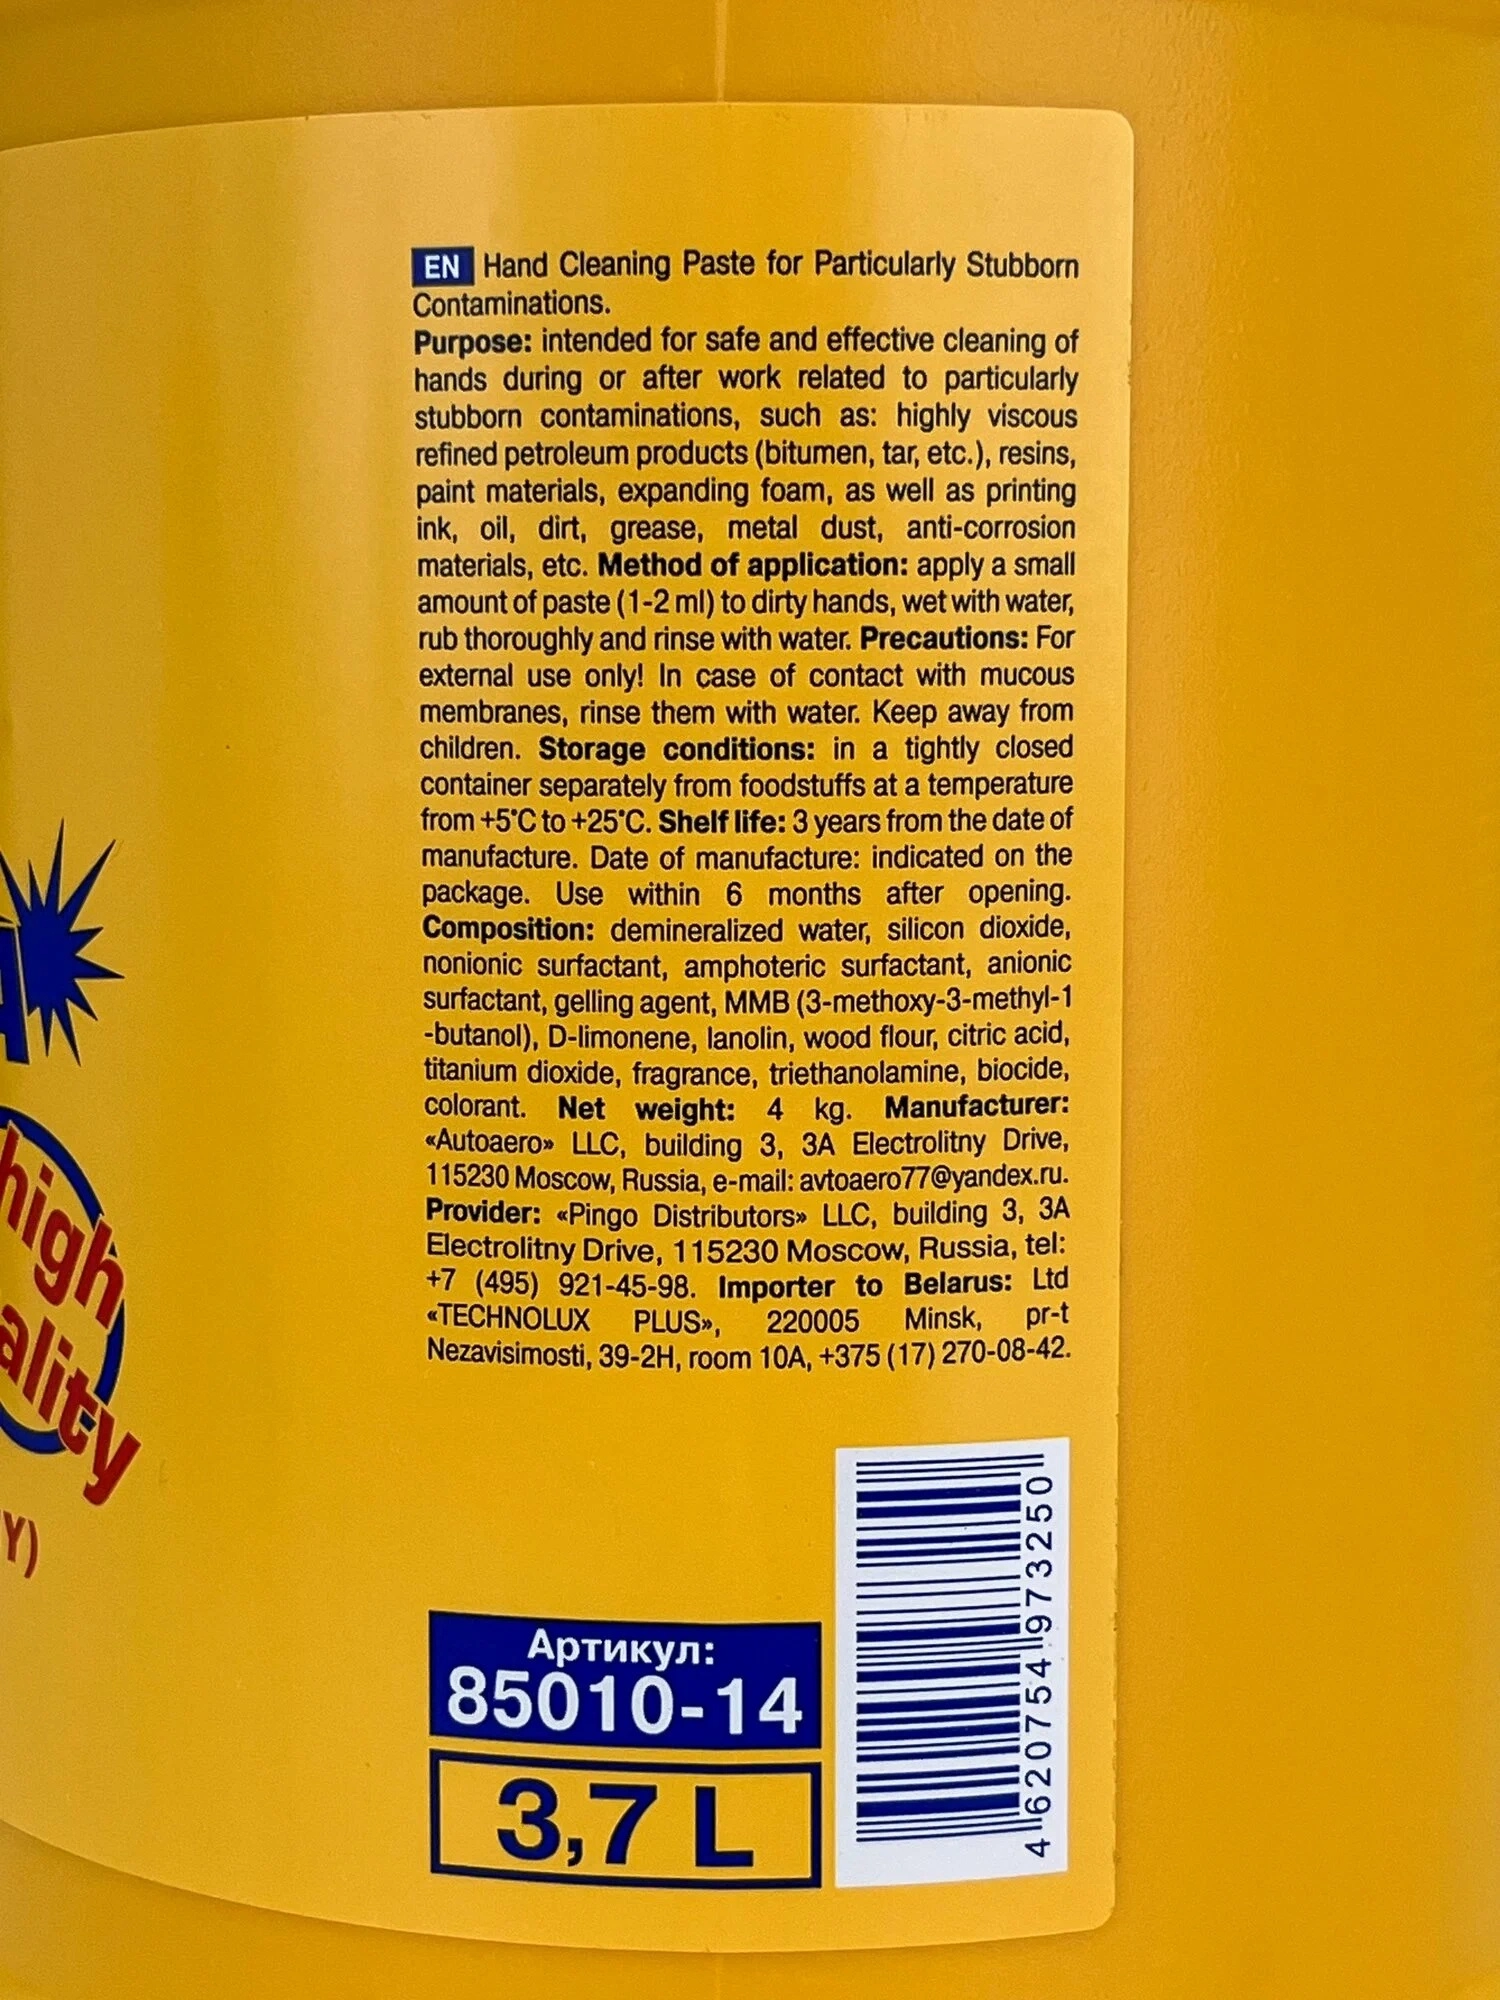 EN Hand Cleaning Paste for Particularly Stubborn
Contaminations.
Purpose: intended for safe and effective cleaning of
hands during or after work related to particularly
stubborn contaminations, such as: highly viscous
refined petroleum products (bitumen, tar, etc.), resins,
paint materials, expanding foam, as well as printing
ink, oil, dirt, grease, metal dust, anti-corrosion
materials, etc. Method of application: apply a small
amount of paste (1-2 ml) to dirty hands, wet with water,
rub thoroughly and rinse with water. Precautions: For
external use only! In case of contact with mucous
membranes, rinse them with water. Keep away from
children. Storage conditions: in a tightly closed
container separately from foodstuffs at a temperature
from +5°C to +25°C. Shelf life: 3 years from the date of
manufacture. Date of manufacture: indicated on the
package. Use within 6 months after opening.
Composition: demineralized water, silicon dioxide,
nonionic surfactant, amphoteric surfactant, anionic
surfactant, gelling agent, MMB (3-methoxy-3-methyl-1
-butanol), D-limonene, lanolin, wood flour, citric acid,
titanium dioxide, fragrance, triethanolamine, biocide,
colorant. Net weight: 4 kg. Manufacturer:
«Autoaero» LLC, building 3, 3A Electrolitny Drive,
115230 Moscow, Russia, e-mail: avtoaero77@yandex.ru.
Provider: «Pingo Distributors» LLC, building 3, 3A
Electrolitny Drive, 115230 Moscow, Russia, tel:
+7 (495) 921-45-98. Importer to Belarus: Ltd
«TECHNOLUX PLUS», 220005 Minsk, pr-t
Nezavisimosti, 39-2H, room 10A, +375 (17) 270-08-42.
high
ality
Y)
Артикул:
85010-14
3,7 L
4 620754 973250